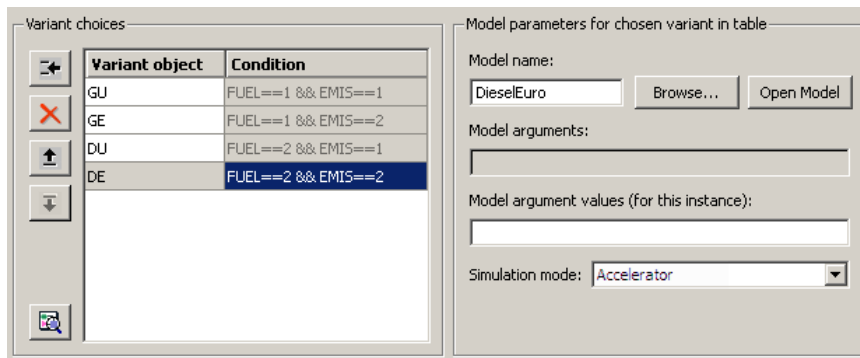 Variant choices
Variant object Condition
GU FUEL==1 && EMIS==1
GE FUEL==1 && EMIS==2
DU FUEL==2 && EMIS==1
DE FUEL==2 && EMIS==2
Model parameters for chosen variant in table
Model name:
DieselEuro Browse... Open Model
Model arguments:
Model argument values (for this instance):
Simulation mode: Accelerator